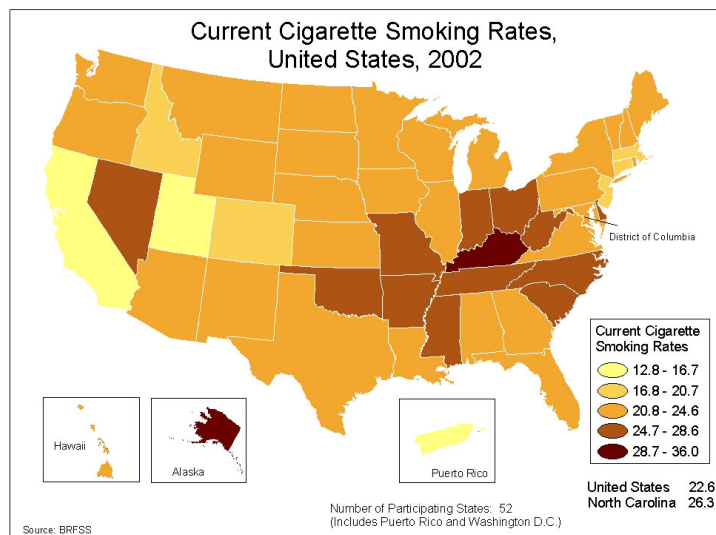 Current Cigarette Smoking Rates,
United States, 2002
District of Columbia
Current Cigarette
Smoking Rates
12.8 - 16.7
16.8 - 20.7
20.8 - 24.6
24.7 - 28.6
28.7 - 36.0
Hawaii
Alaska
Puerto Rico
United States 22.6
North Carolina 26.3
Number of Participating States: 52
(Includes Puerto Rico and Washington D.C.)
Source: BRFSS